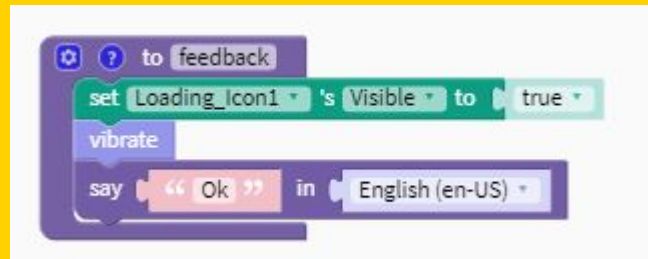 ? to feedback
set Loading_Icon1 's Visible to true
vibrate
say “ Ok ” in English (en-US)